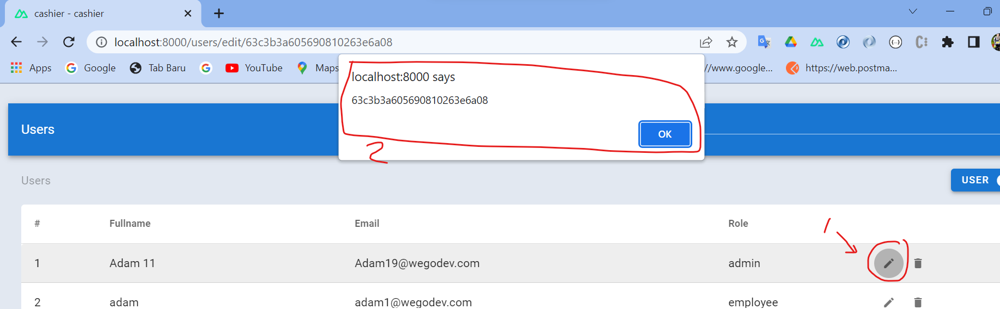 cashier - cashier
localhost:8000/users/edit/63c3b3a605690810263e6a08
Apps Google Tab Baru YouTube Maps //www.google... https://web.postma...
localhost:8000 says
63c3b3a605690810263e6a08
OK
2
Users
Users
USER
# Fullname Email Role
1
1 Adam 11 Adam19@wegodev.com admin
2 adam adam1@wegodev.com employee